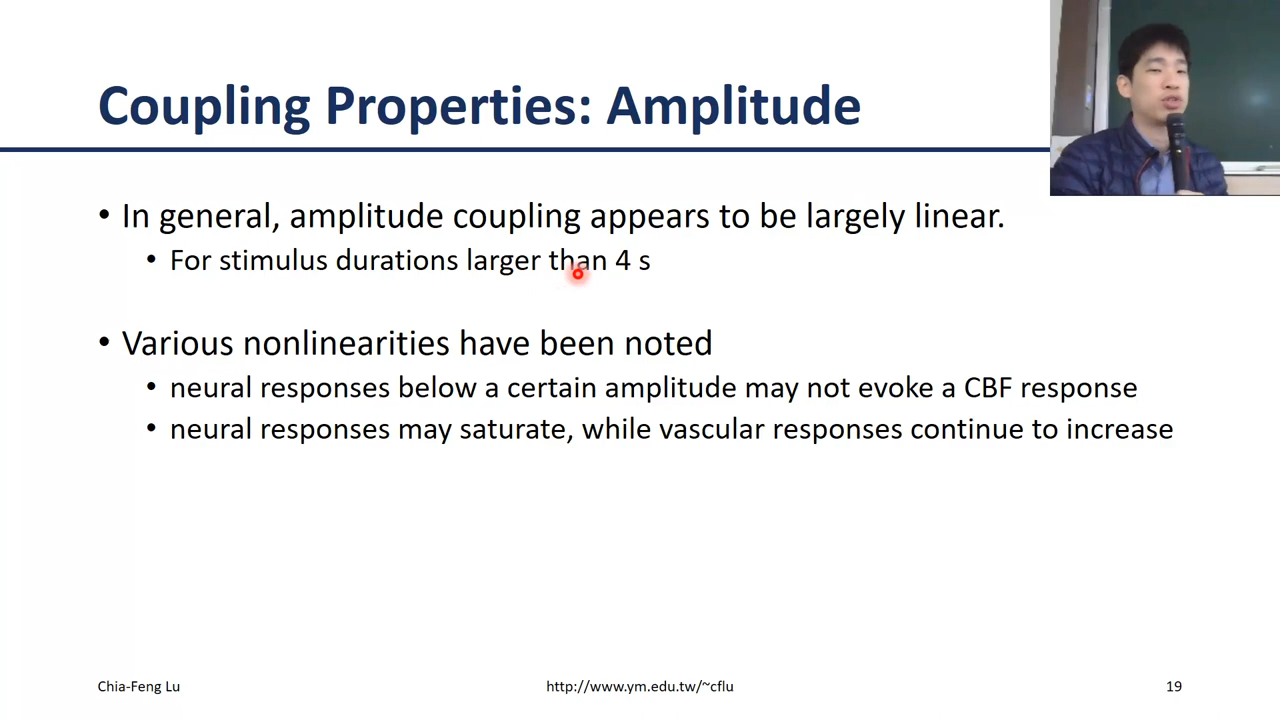 Coupling Properties: Amplitude
• In general, amplitude coupling appears to be largely linear.
• For stimulus durations larger than 4 s
• Various nonlinearities have been noted
• neural responses below a certain amplitude may not evoke a CBF response
• neural responses may saturate, while vascular responses continue to increase
Chia-Feng Lu
http://www.ym.edu.tw/~cflu
19